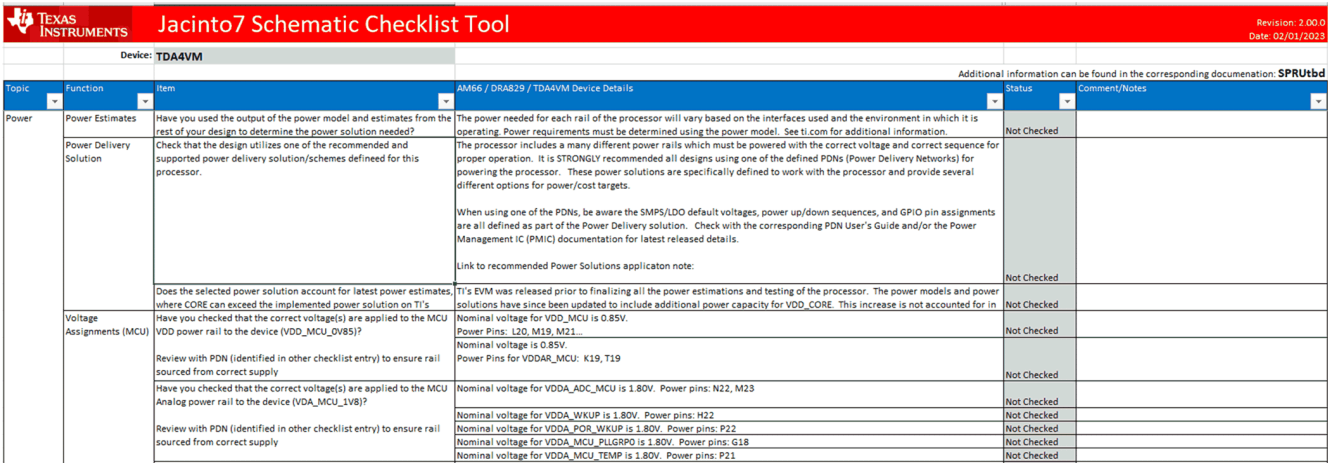 TEXAS INSTRUMENTS
Jacinto7 Schematic Checklist Tool
Revision: 2.00.0
Date: 02/01/2023
Device: TDA4VM
Additional information can be found in the corresponding documenation: SPRUtbd
Topic Function Item AM66 / DRA829 / TDA4VM Device Details Status Comment/Notes
Power
Power Estimates
Have you used the output of the power model and estimates from the
rest of your design to determine the power solution needed?
The power needed for each rail of the processor will vary based on the interfaces used and the environment in which it is
operating. Power requirements must be determined using the power model. See ti.com for additional information.
Not Checked
Power Delivery
Solution
Check that the design utilizes one of the recommended and
supported power delivery solution/schemes defineed for this
processor.
The processor includes a many different power rails which must be powered with the correct voltage and correct sequence for
proper operation. It is STRONGLY recommended all designs using one of the defined PDNs (Power Delivery Networks) for
powering the processor. These power solutions are specifically defined to work with the processor and provide several
different options for power/cost targets.
When using one of the PDNs, be aware the SMPS/LDO default voltages, power up/down sequences, and GPIO pin assignments
are all defined as part of the Power Delivery solution. Check with the corresponding PDN User's Guide and/or the Power
Management IC (PMIC) documentation for latest released details.
Link to recommended Power Solutions applicaton note:
Not Checked
Does the selected power solution account for latest power estimates,
where CORE can exceed the implemented power solution on TI's
TI's EVM was released prior to finalizing all the power estimations and testing of the processor. The power models and power
solutions have since been updated to include additional power capacity for VDD_CORE. This increase is not accounted for in
Not Checked
Voltage
Assignments (MCU)
Have you checked that the correct voltage(s) are applied to the MCU
VDD power rail to the device (VDD_MCU_0V85)?
Review with PDN (identified in other checklist entry) to ensure rail
sourced from correct supply
Nominal voltage for VDD_MCU is 0.85V.
Power Pins: L20, M19, M21...
Not Checked
Nominal voltage is 0.85V.
Power Pins for VDDAR_MCU: K19, T19
Not Checked
Have you checked that the correct voltage(s) are applied to the MCU
Analog power rail to the device (VDA_MCU_1V8)?
Review with PDN (identified in other checklist entry) to ensure rail
sourced from correct supply
Nominal voltage for VDDA_ADC_MCU is 1.80V. Power pins: N22, M23
Not Checked
Nominal voltage for VDDA_WKUP is 1.80V. Power pins: H22
Not Checked
Nominal voltage for VDDA_POR_WKUP is 1.80V. Power pins: P22
Not Checked
Nominal voltage for VDDA_MCU_PLLGRP0 is 1.80V. Power pins: G18
Not Checked
Nominal voltage for VDDA_MCU_TEMP is 1.80V. Power pins: P21
Not Checked